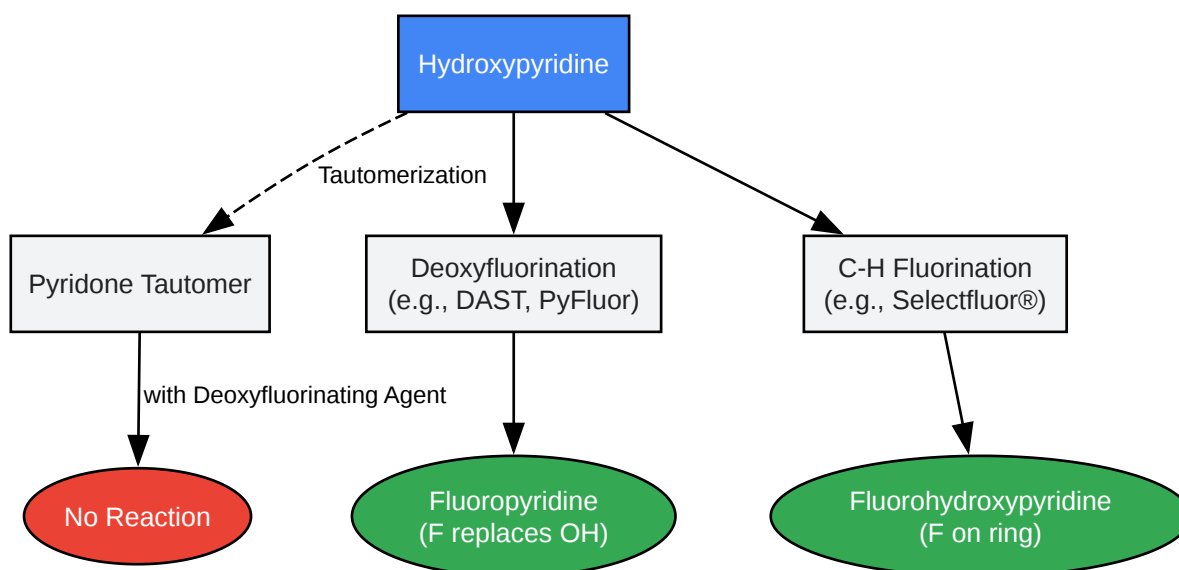 Hydroxypyridine
Tautomerization
Pyridone Tautomer
Deoxyfluorination
(e.g., DAST, PyFluor)
C-H Fluorination
(e.g., Selectfluor®)
with Deoxyfluorinating Agent
No Reaction
Fluoropyridine
(F replaces OH)
Fluorohydroxypyridine
(F on ring)